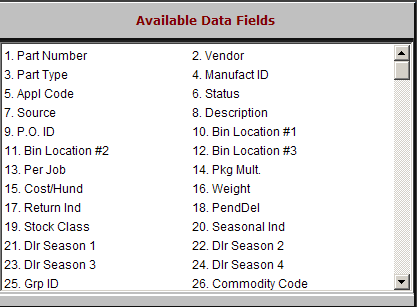 Available Data Fields
1. Part Number 2. Vendor
3. Part Type 4. Manufact ID
5. Appl Code 6. Status
7. Source 8. Description
9. P.O. ID 10. Bin Location #1
11. Bin Location #2 12. Bin Location #3
13. Per Job 14. Pkg Mult.
15. Cost/Hund 16. Weight
17. Return Ind 18. PendDel
19. Stock Class 20. Seasonal Ind
21. Dlr Season 1 22. Dlr Season 2
23. Dlr Season 3 24. Dlr Season 4
25. Grp ID 26. Commodity Code